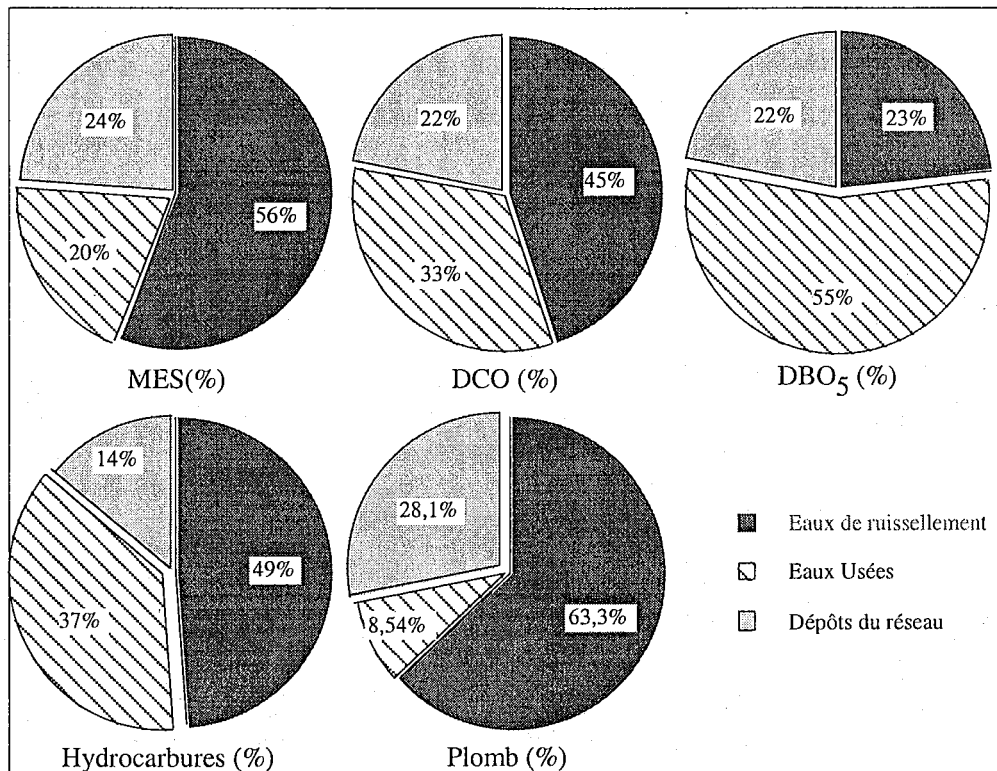 24%
56%
20%
MES(%)
22%
45%
33%
DCO (%)
22%
23%
55%
DBO5 (%)
14%
49%
37%
Hydrocarbures (%)
28,1%
63,3%
8,54%
Plomb (%)
Eaux de ruissellement
Eaux Usées
Dépôts du réseau